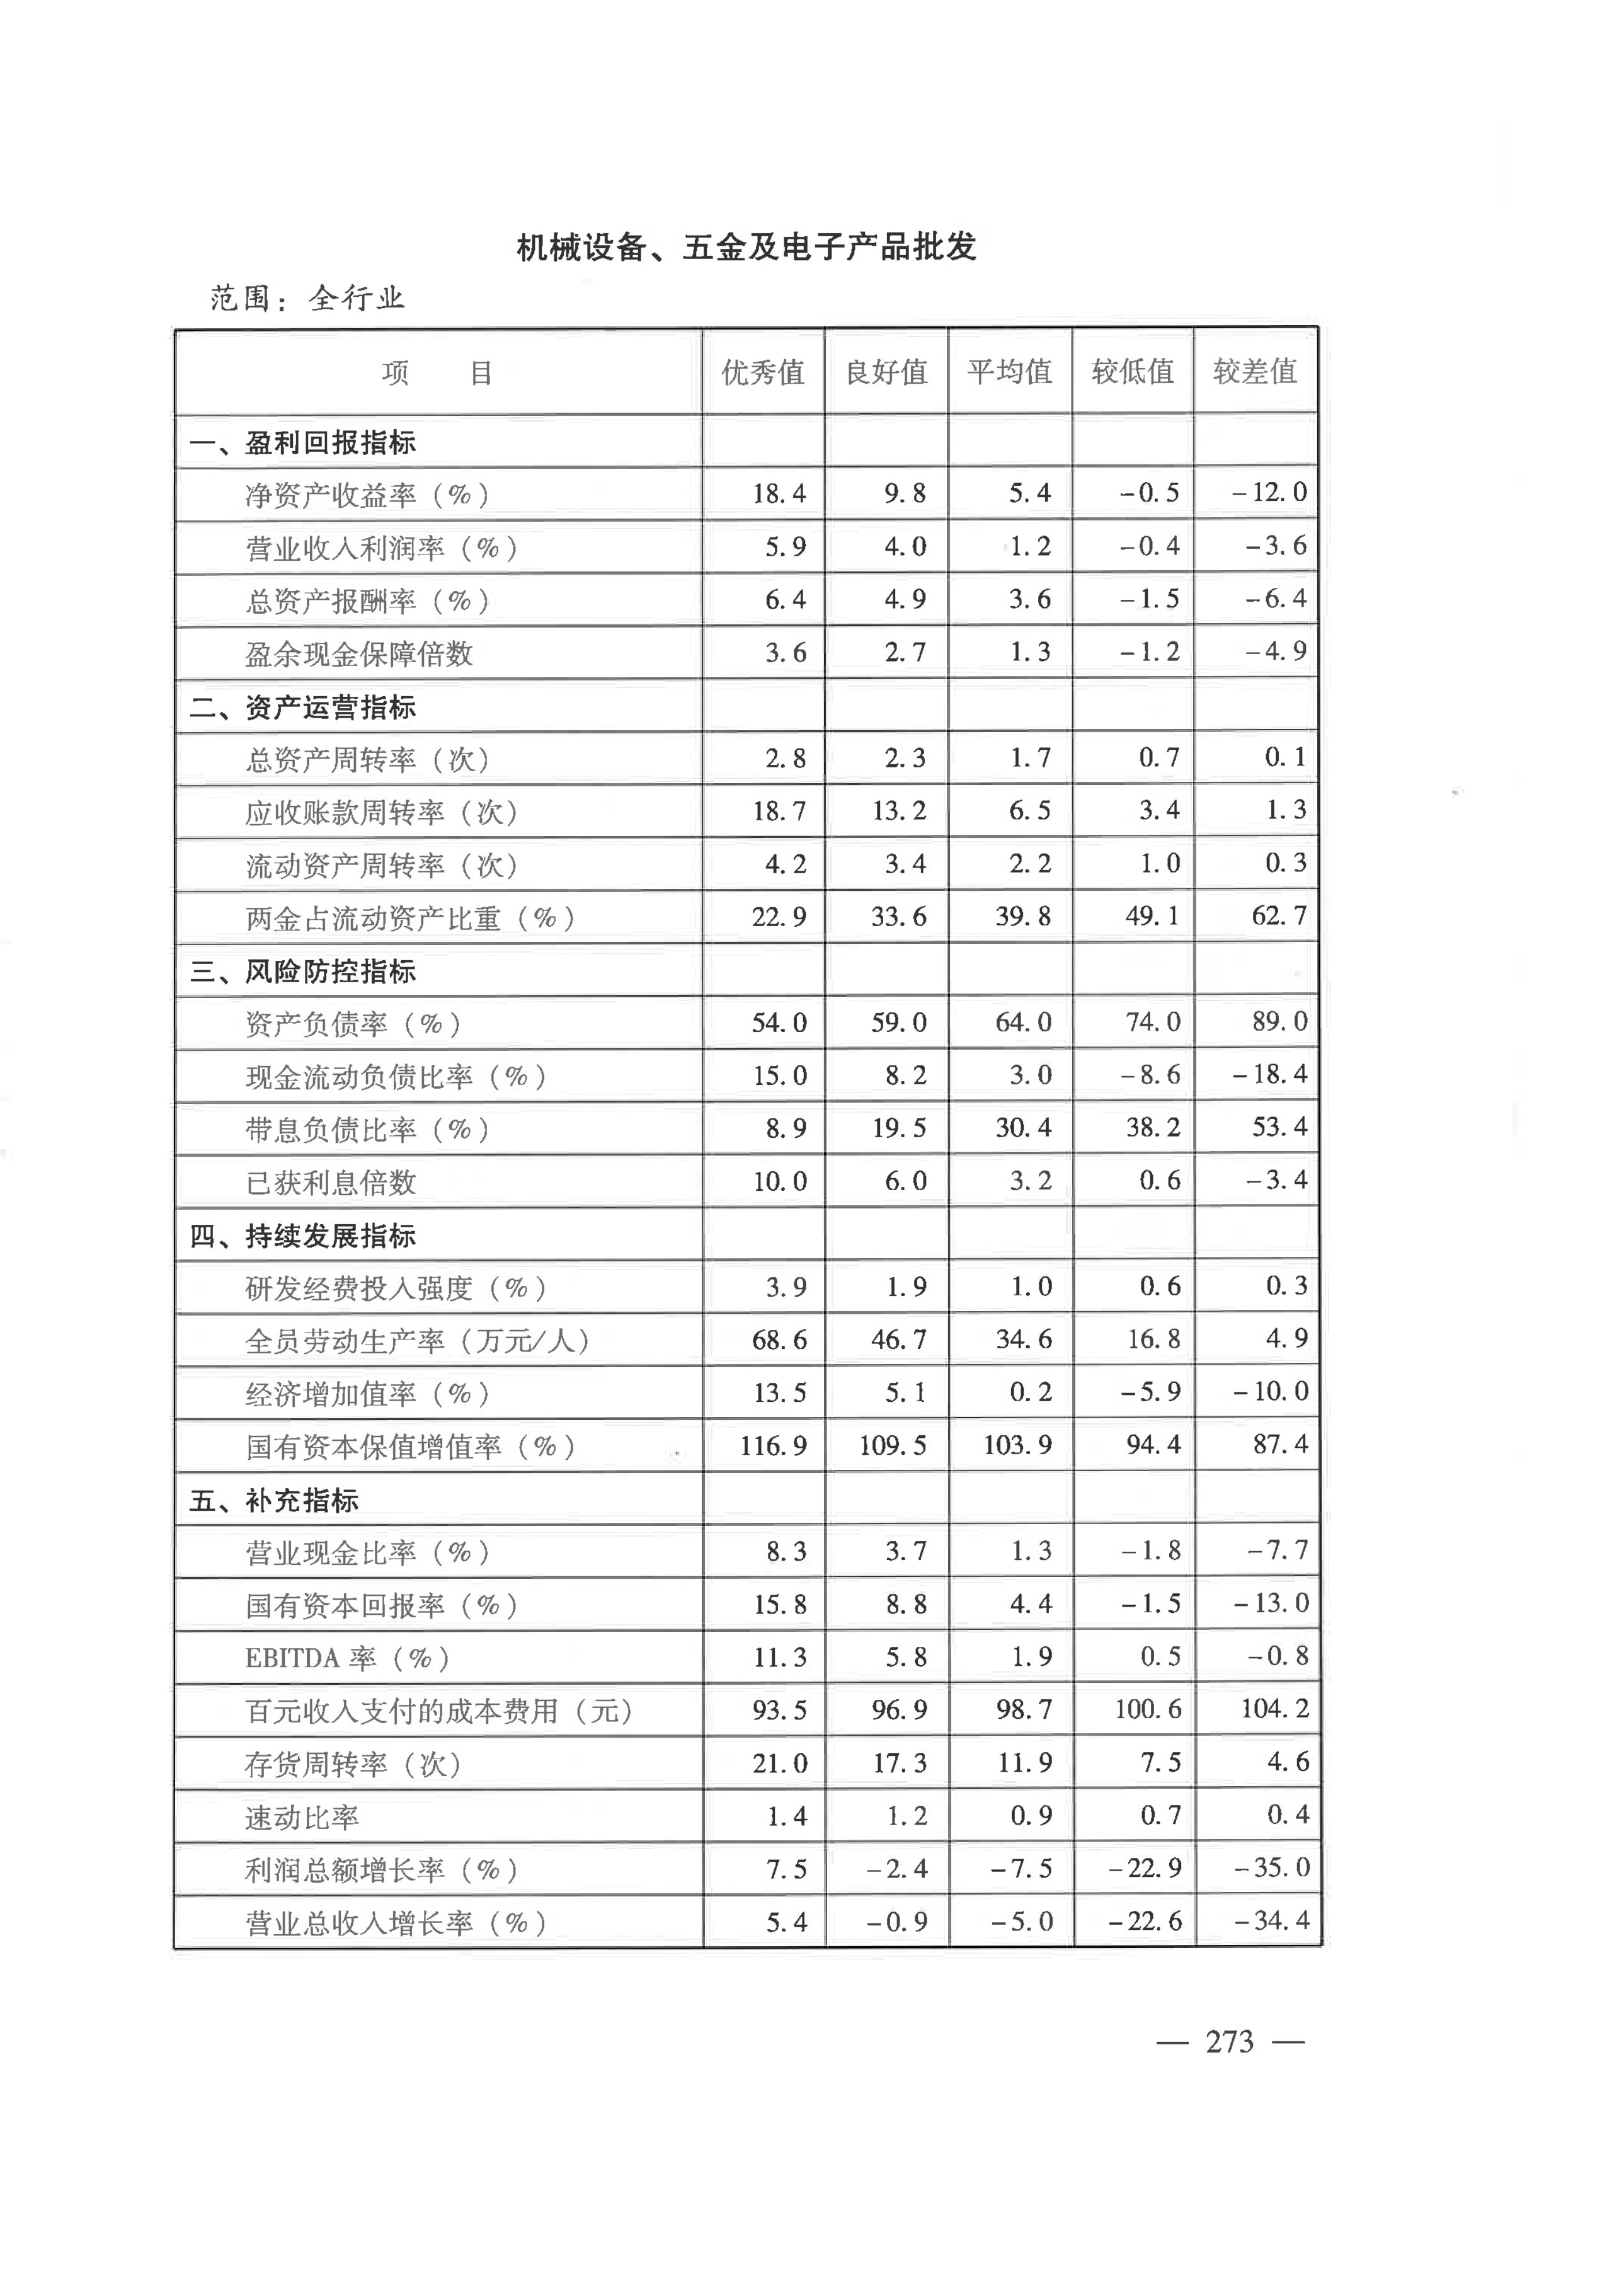 机械设备、五金及电子产品批发
范围：全行业
项 目 优秀值 良好值 平均值 较低值 较差值
一、盈利回报指标
净资产收益率（%） 18.4 9.8 5.4 -0.5 -12.0
营业收入利润率（%） 5.9 4.0 1.2 -0.4 -3.6
总资产报酬率（%） 6.4 4.9 3.6 -1.5 -6.4
盈余现金保障倍数 3.6 2.7 1.3 -1.2 -4.9
二、资产运营指标
总资产周转率（次） 2.8 2.3 1.7 0.7 0.1
应收账款周转率（次） 18.7 13.2 6.5 3.4 1.3
流动资产周转率（次） 4.2 3.4 2.2 1.0 0.3
两金占流动资产比重（%） 22.9 33.6 39.8 49.1 62.7
三、风险防控指标
资产负债率（%） 54.0 59.0 64.0 74.0 89.0
现金流动负债比率（%） 15.0 8.2 3.0 -8.6 -18.4
带息负债比率（%） 8.9 19.5 30.4 38.2 53.4
已获利息倍数 10.0 6.0 3.2 0.6 -3.4
四、持续发展指标
研发经费投入强度（%） 3.9 1.9 1.0 0.6 0.3
全员劳动生产率（万元/人） 68.6 46.7 34.6 16.8 4.9
经济增加值率（%） 13.5 5.1 0.2 -5.9 -10.0
国有资本保值增值率（%） 116.9 109.5 103.9 94.4 87.4
五、补充指标
营业现金比率（%） 8.3 3.7 1.3 -1.8 -7.7
国有资本回报率（%） 15.8 8.8 4.4 -1.5 -13.0
EBITDA 率（%） 11.3 5.8 1.9 0.5 -0.8
百元收入支付的成本费用（元） 93.5 96.9 98.7 100.6 104.2
存货周转率（次） 21.0 17.3 11.9 7.5 4.6
速动比率 1.4 1.2 0.9 0.7 0.4
利润总额增长率（%） 7.5 -2.4 -7.5 -22.9 -35.0
营业总收入增长率（%） 5.4 -0.9 -5.0 -22.6 -34.4
— 273 —